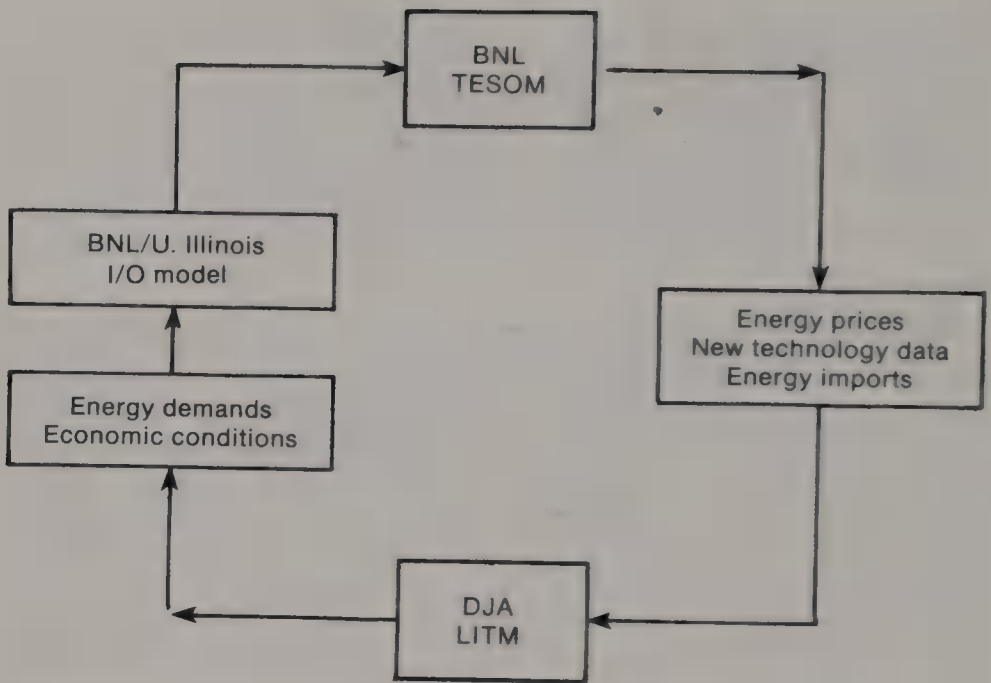 BNL
TESOM
BNL/U. Illinois
I/O model
Energy prices
New technology data
Energy imports
Energy demands
Economic conditions
DJA
LITM